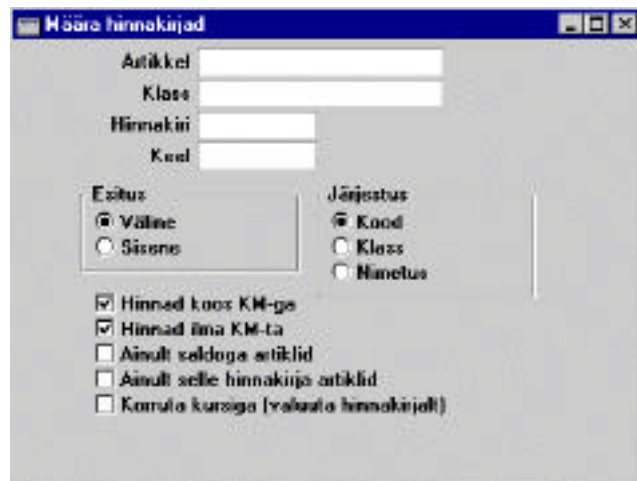 Määra hinnakirjad
Artikkel
Klass
Hinnakiri
Keel
Esitus
Väline
Sisene
Järjestus
Kood
Klass
Nimetus
Hinnad koos KM-ga
Hinnad ilma KM-ta
Ainult saldoga artiklid
Ainult selle hinnakirja artiklid
Korruta kursiga (valuuta hinnakirjalt)